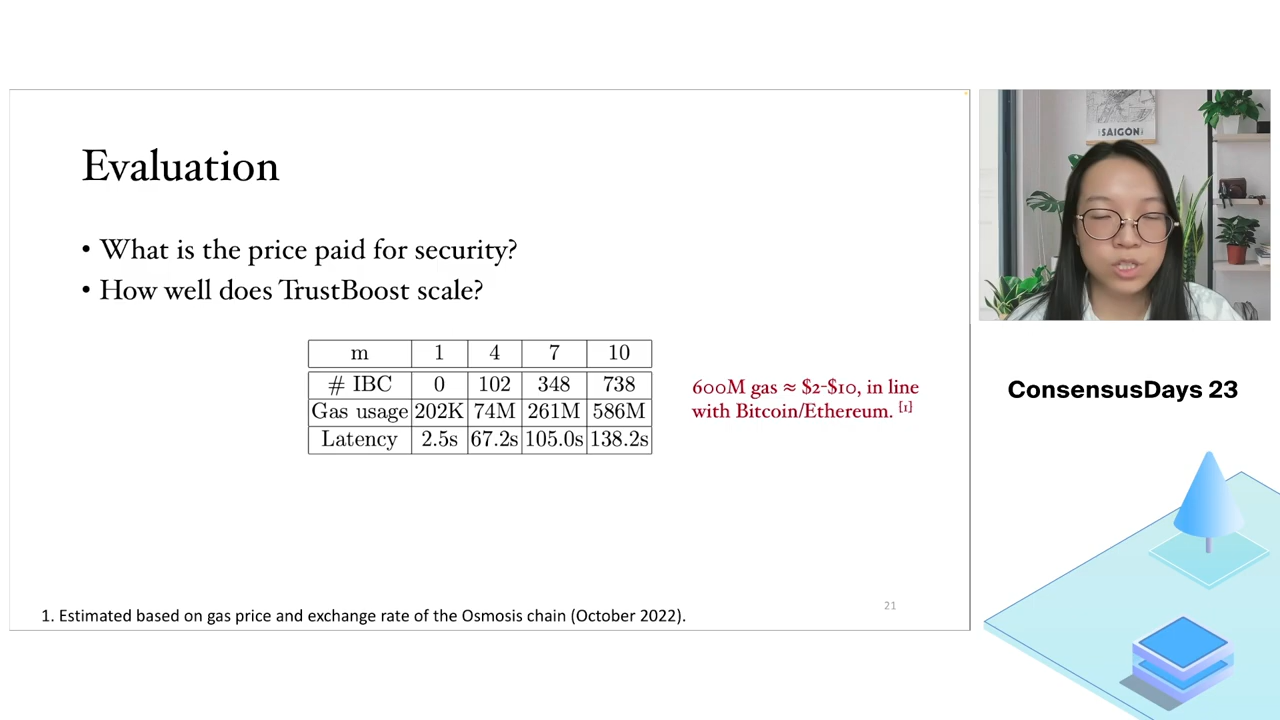 Evaluation
• What is the price paid for security?
• How well does TrustBoost scale?
m 1 4 7 10
# IBC 0 102 348 738
Gas usage 202K 74M 261M 586M
Latency 2.5s 67.2s 105.0s 138.2s
600M gas ≈ $2-$10, in line
with Bitcoin/Ethereum. [1]
1. Estimated based on gas price and exchange rate of the Osmosis chain (October 2022).
21
SAIGÓN
ConsensusDays 23